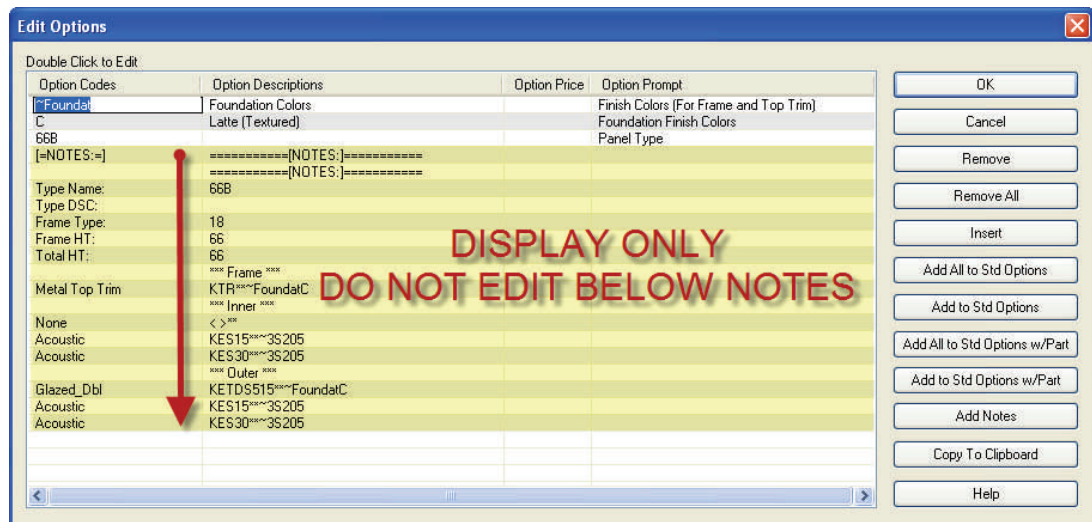 Edit Options
Double Click to Edit
Option Codes Option Descriptions Option Price Option Prompt
~Foundat Foundation Colors Finish Colors (For Frame and Top Trim)
C Latte (Textured) Foundation Finish Colors
66B Panel Type
[=NOTES:=] ===========[NOTES:]===========
===========[NOTES:]===========
Type Name: 66B
Type DSC:
Frame Type: 18
Frame HT: 66
Total HT: 66
*** Frame ***
Metal Top Trim KTR**~FoundatC
*** Inner ***
None < >**
Acoustic KES15**~3S205
Acoustic KES30**~3S205
*** Outer ***
Glazed_Dbl KETDS515**~FoundatC
Acoustic KES15**~3S205
Acoustic KES30**~3S205
DISPLAY ONLY
DO NOT EDIT BELOW NOTES
OK
Cancel
Remove
Remove All
Insert
Add All to Std Options
Add to Std Options
Add All to Std Options w/Part
Add to Std Options w/Part
Add Notes
Copy To Clipboard
Help